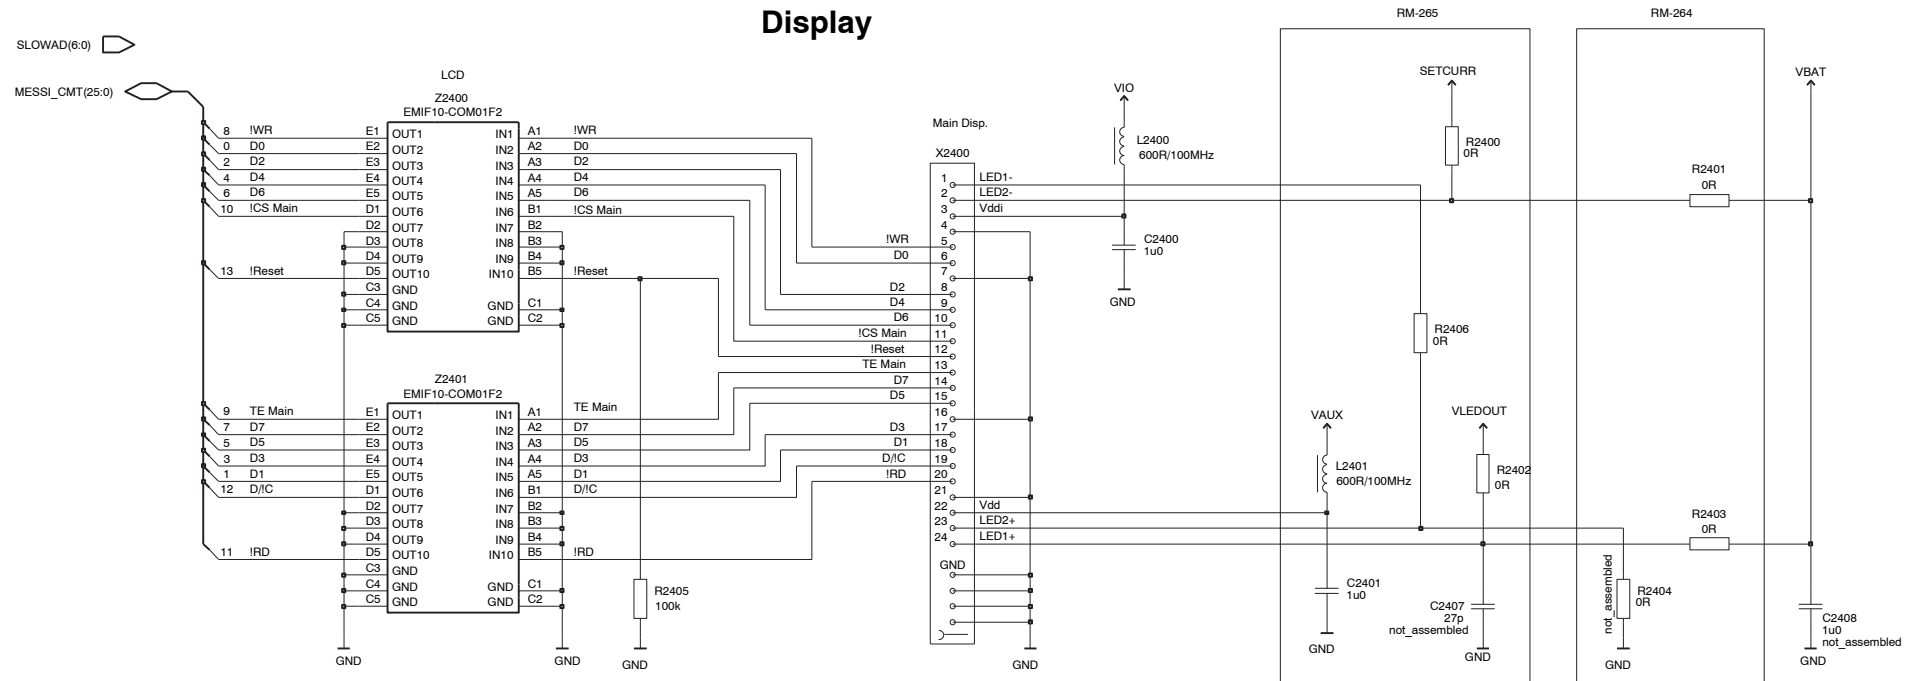 Display
RM-265
RM-264
SLOWAD(6:0)
MESSI_CMT(25:0)
LCD
Z2400
EMIF10-COM01F2
8 !WR E1 OUT1 IN1 A1 !WR
0 D0 E2 OUT2 IN2 A2 D0
2 D2 E3 OUT3 IN3 A3 D2
4 D4 E4 OUT4 IN4 A4 D4
6 D6 E5 OUT5 IN5 A5 D6
10 !CS Main D1 OUT6 IN6 B1 !CS Main
D2 OUT7 IN7 B2
D3 OUT8 IN8 B3
D4 OUT9 IN9 B4
13 !Reset D5 OUT10 IN10 B5 !Reset
C3 GND
C4 GND GND C1
C5 GND GND C2
Z2401
EMIF10-COM01F2
9 TE Main E1 OUT1 IN1 A1 TE Main
7 D7 E2 OUT2 IN2 A2 D7
5 D5 E3 OUT3 IN3 A3 D5
3 D3 E4 OUT4 IN4 A4 D3
1 D1 E5 OUT5 IN5 A5 D1
12 D/!C D1 OUT6 IN6 B1 D/!C
D2 OUT7 IN7 B2
D3 OUT8 IN8 B3
D4 OUT9 IN9 B4
11 !RD D5 OUT10 IN10 B5 !RD
C3 GND
C4 GND GND C1
C5 GND GND C2
GND
GND
R2405
100k
GND
Main Disp.
X2400
1 LED1-
2 LED2-
3 Vddi
4
!WR 5
D0 6
7
D2 8
D4 9
D6 10
!CS Main 11
!Reset 12
TE Main 13
D7 14
D5 15
16
D3 17
D1 18
D/!C 19
!RD 20
21
22 Vdd
23 LED2+
24 LED1+
GND
GND
VIO
L2400
600R/100MHz
C2400
1u0
GND
SETCURR
R2400
0R
R2406
0R
VAUX
L2401
600R/100MHz
C2401
1u0
GND
VLEDOUT
R2402
0R
C2407
27p
not_assembled
GND
VBAT
R2401
0R
R2403
0R
not_assembled
R2404
0R
GND
C2408
1u0
not_assembled
GND